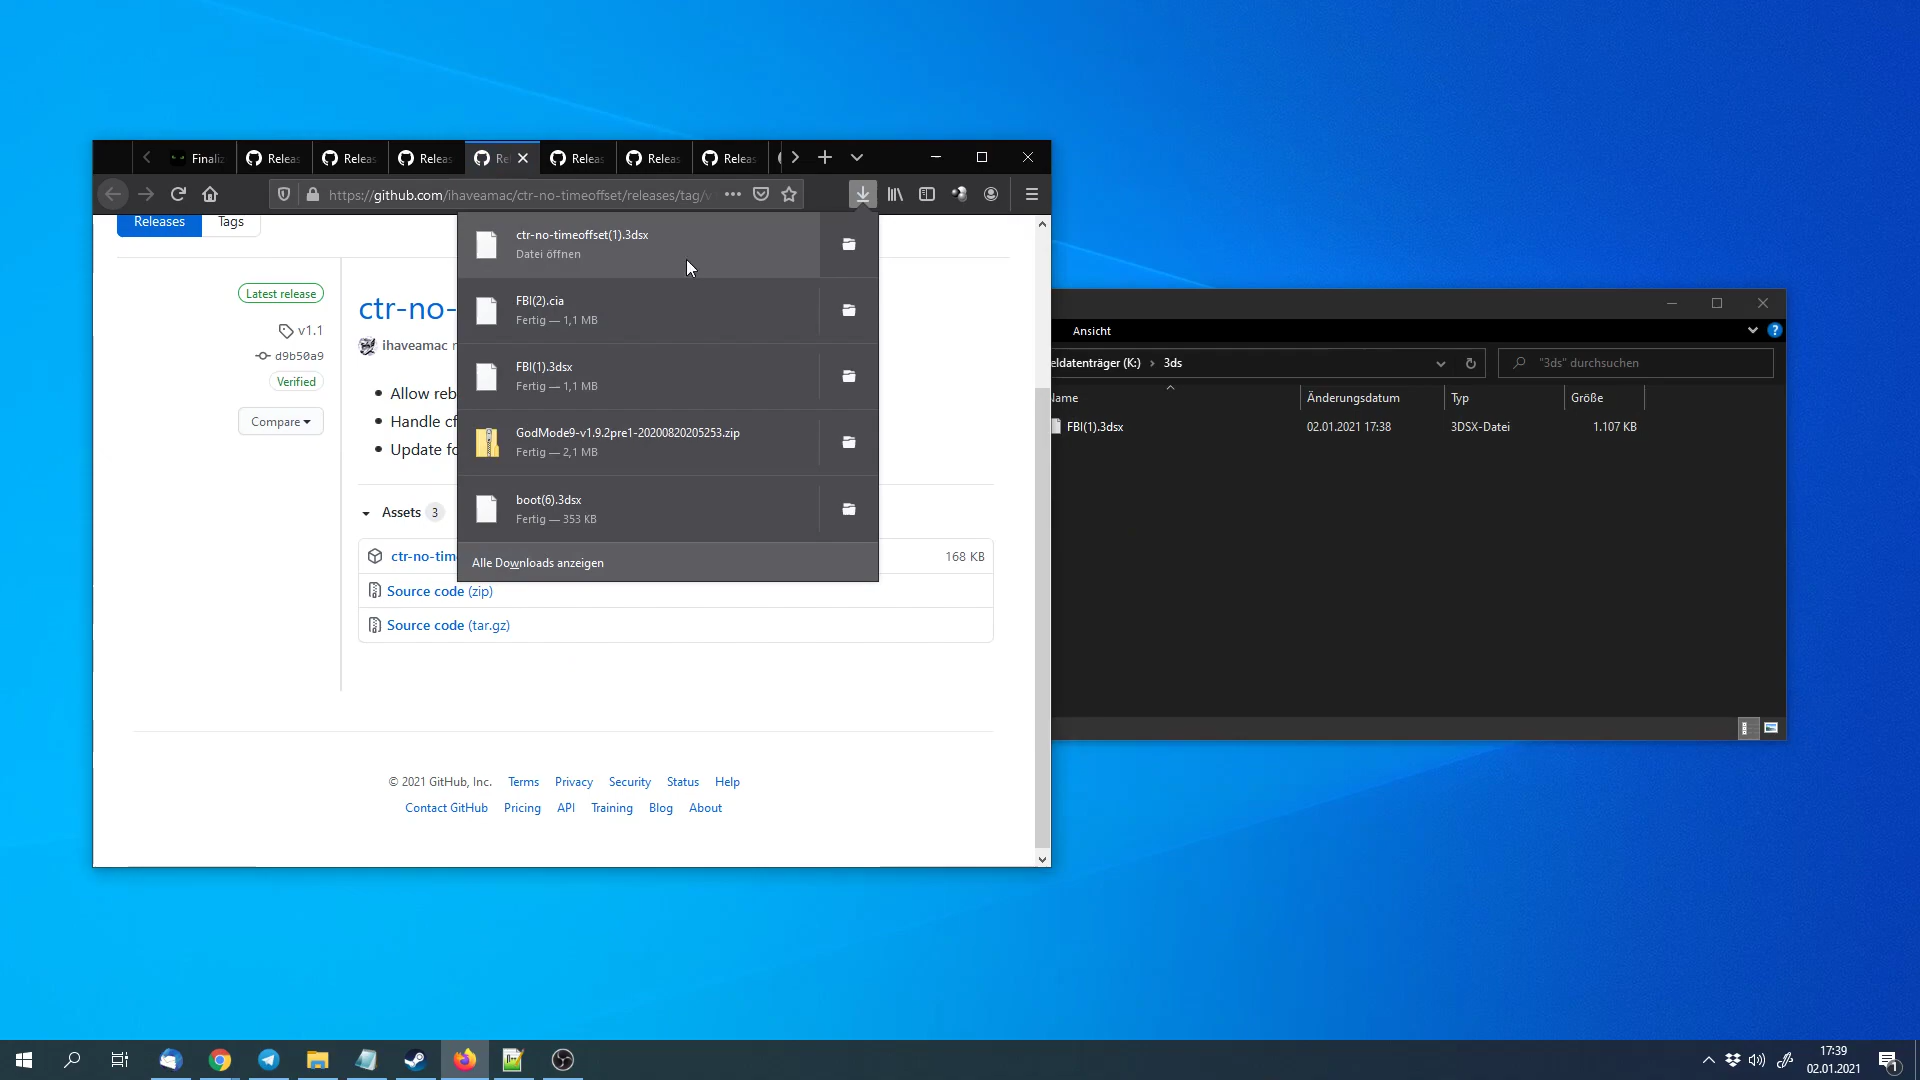 Finaliz
Releas
Releas
Releas
Re
Releas
Releas
Releas
https://github.com/ihaveamac/ctr-no-timeoffset/releases/tag/v
Releases
Tags
Latest release
v1.1
d9b50a9
Verified
Compare
ctr-no-
ihaveamac r
Allow reb
Handle cf
Update fo
Assets 3
ctr-no-tim
168 KB
Source code (zip)
Source code (tar.gz)
© 2021 GitHub, Inc.
Terms
Privacy
Security
Status
Help
Contact GitHub
Pricing
API
Training
Blog
About
ctr-no-timeoffset(1).3dsx
Datei öffnen
FBI(2).cia
Fertig — 1,1 MB
FBI(1).3dsx
Fertig — 1,1 MB
GodMode9-v1.9.2pre1-20200820205253.zip
Fertig — 2,1 MB
boot(6).3dsx
Fertig — 353 KB
Alle Downloads anzeigen
Ansicht
eldatenträger (K:) > 3ds
"3ds" durchsuchen
Name
Änderungsdatum
Typ
Größe
FBI(1).3dsx
02.01.2021 17:38
3DSX-Datei
1.107 KB
17:39
02.01.2021
1